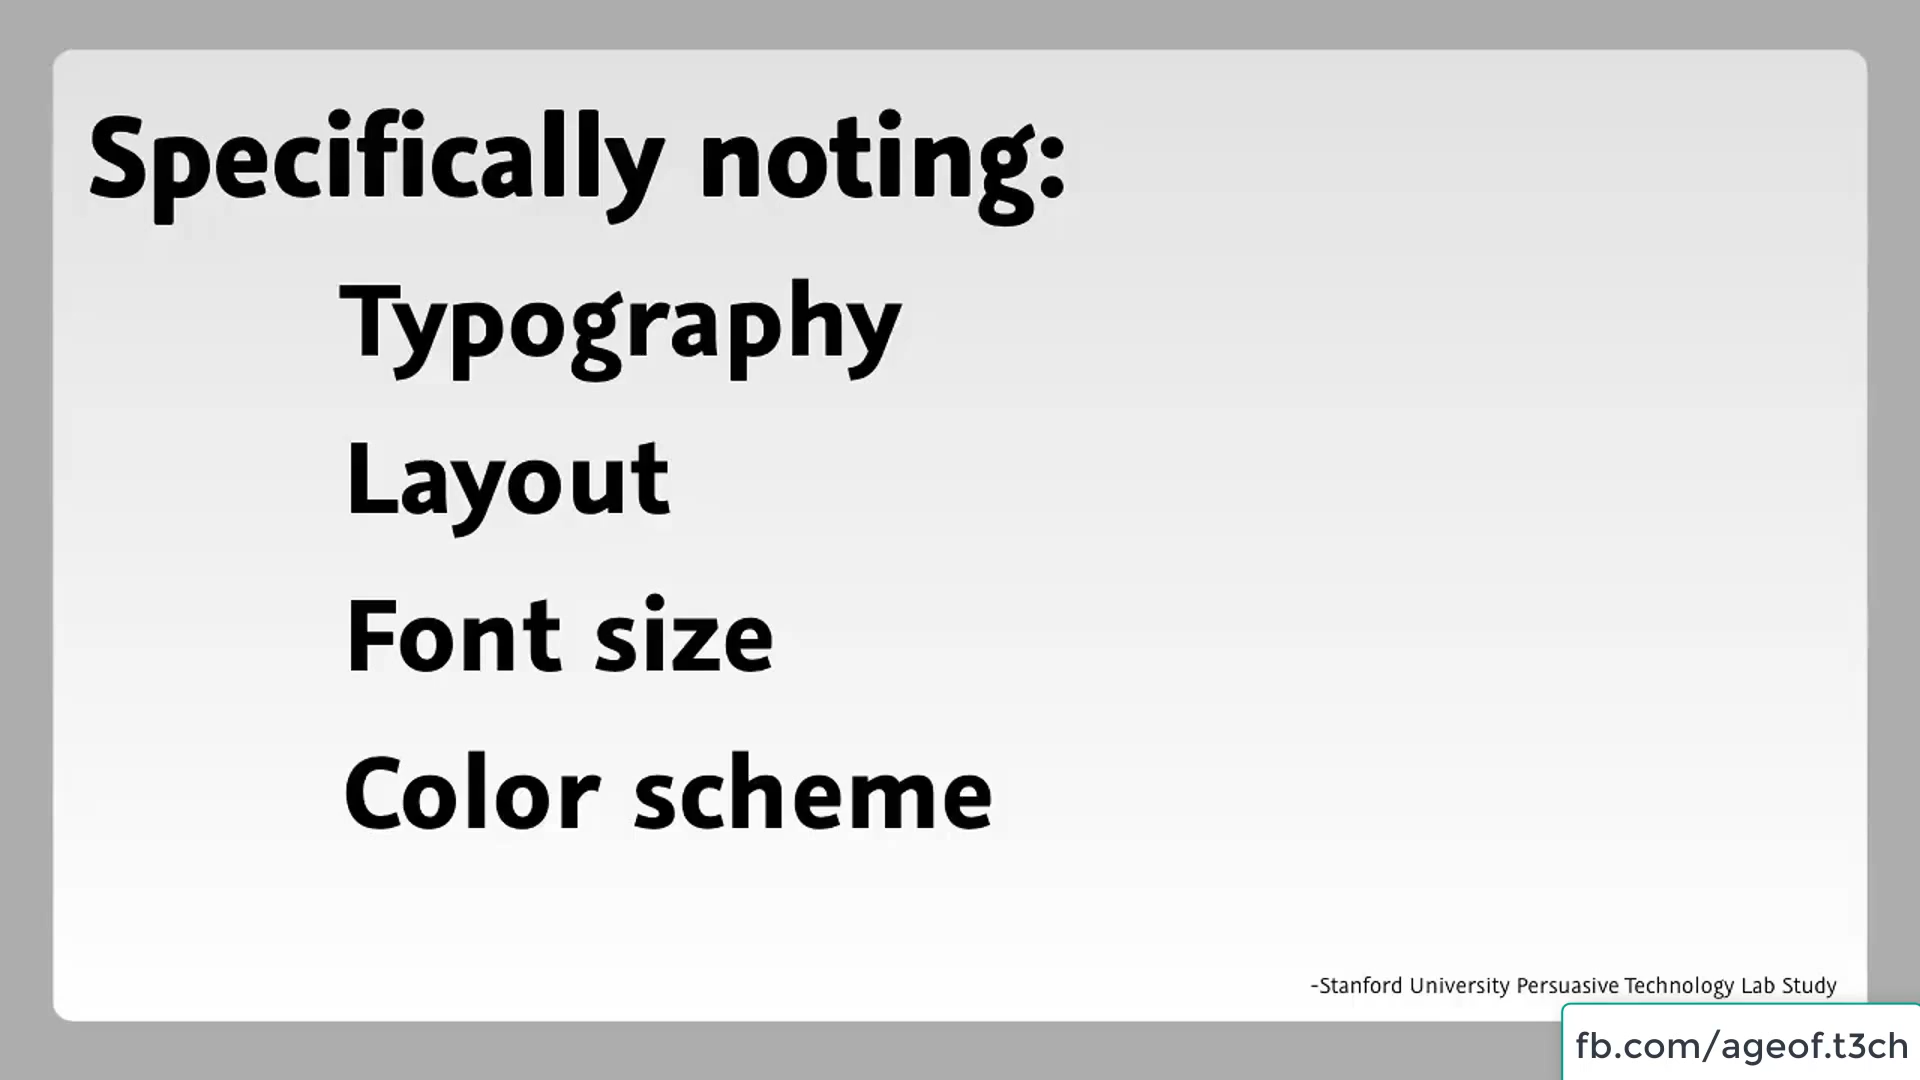 Specifically noting:
Typography
Layout
Font size
Color scheme
-Stanford University Persuasive Technology Lab Study
fb.com/ageof.t3ch